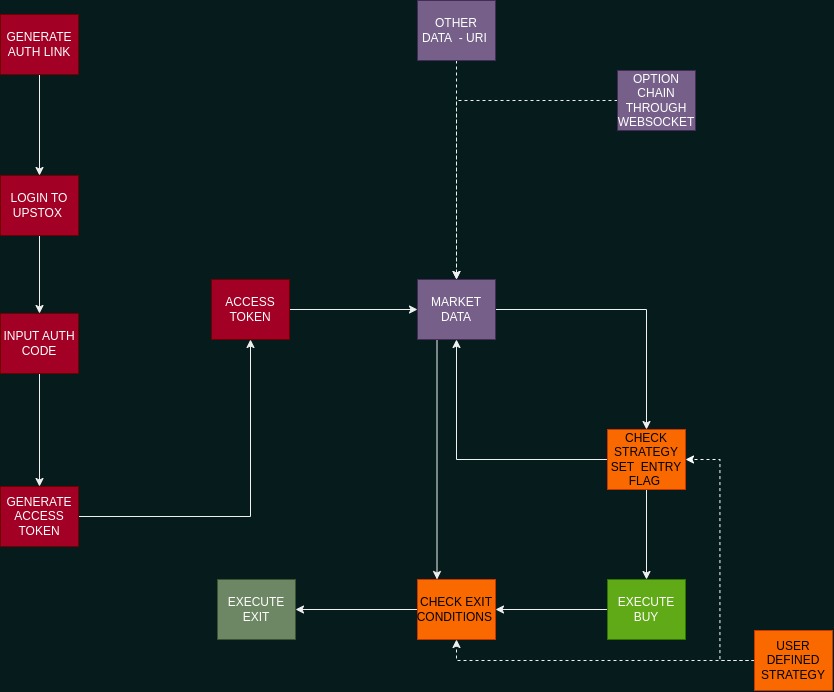 GENERATE
AUTH LINK
OTHER
DATA - URI
OPTION
CHAIN
THROUGH
WEBSOCKET
LOGIN TO
UPSTOX
INPUT AUTH
CODE
GENERATE
ACCESS
TOKEN
ACCESS
TOKEN
MARKET
DATA
CHECK
STRATEGY
SET ENTRY
FLAG
EXECUTE
BUY
CHECK EXIT
CONDITIONS
EXECUTE
EXIT
USER
DEFINED
STRATEGY